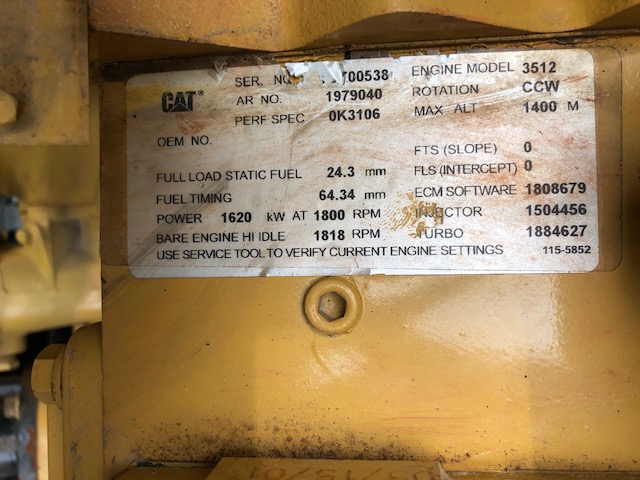 SER. NO. 00538
AR NO. 1979040
PERF SPEC 0K3106
CAT®
OEM NO.
FULL LOAD STATIC FUEL 24.3 mm
FUEL TIMING 64.34 mm
POWER 1620 kW AT 1800 RPM
BARE ENGINE HI IDLE 1818 RPM
USE SERVICE TOOL TO VERIFY CURRENT ENGINE SETTINGS
ENGINE MODEL 3512
ROTATION CCW
MAX ALT 1400 M
FTS (SLOPE) 0
FLS (INTERCEPT) 0
ECM SOFTWARE 1808679
INJECTOR 1504456
TURBO 1884627
115-5852